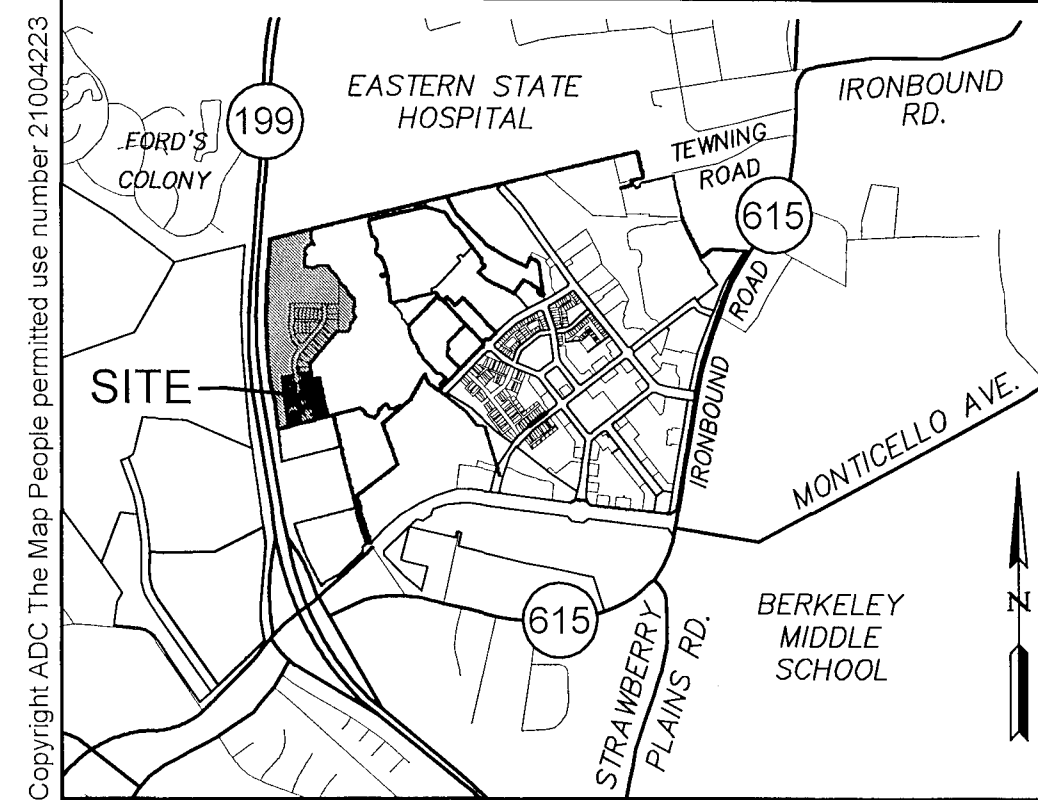 Copyright ADC The Map People permitted use number 21004223
EASTERN STATE
HOSPITAL
IRONBOUND
RD.
199
FORD'S
COLONY
TEWNING
ROAD
615
ROAD
IRONBOUND
SITE
MONTICELLO AVE.
615
STRAWBERRY
PLAINS RD.
BERKELEY
MIDDLE
SCHOOL
N